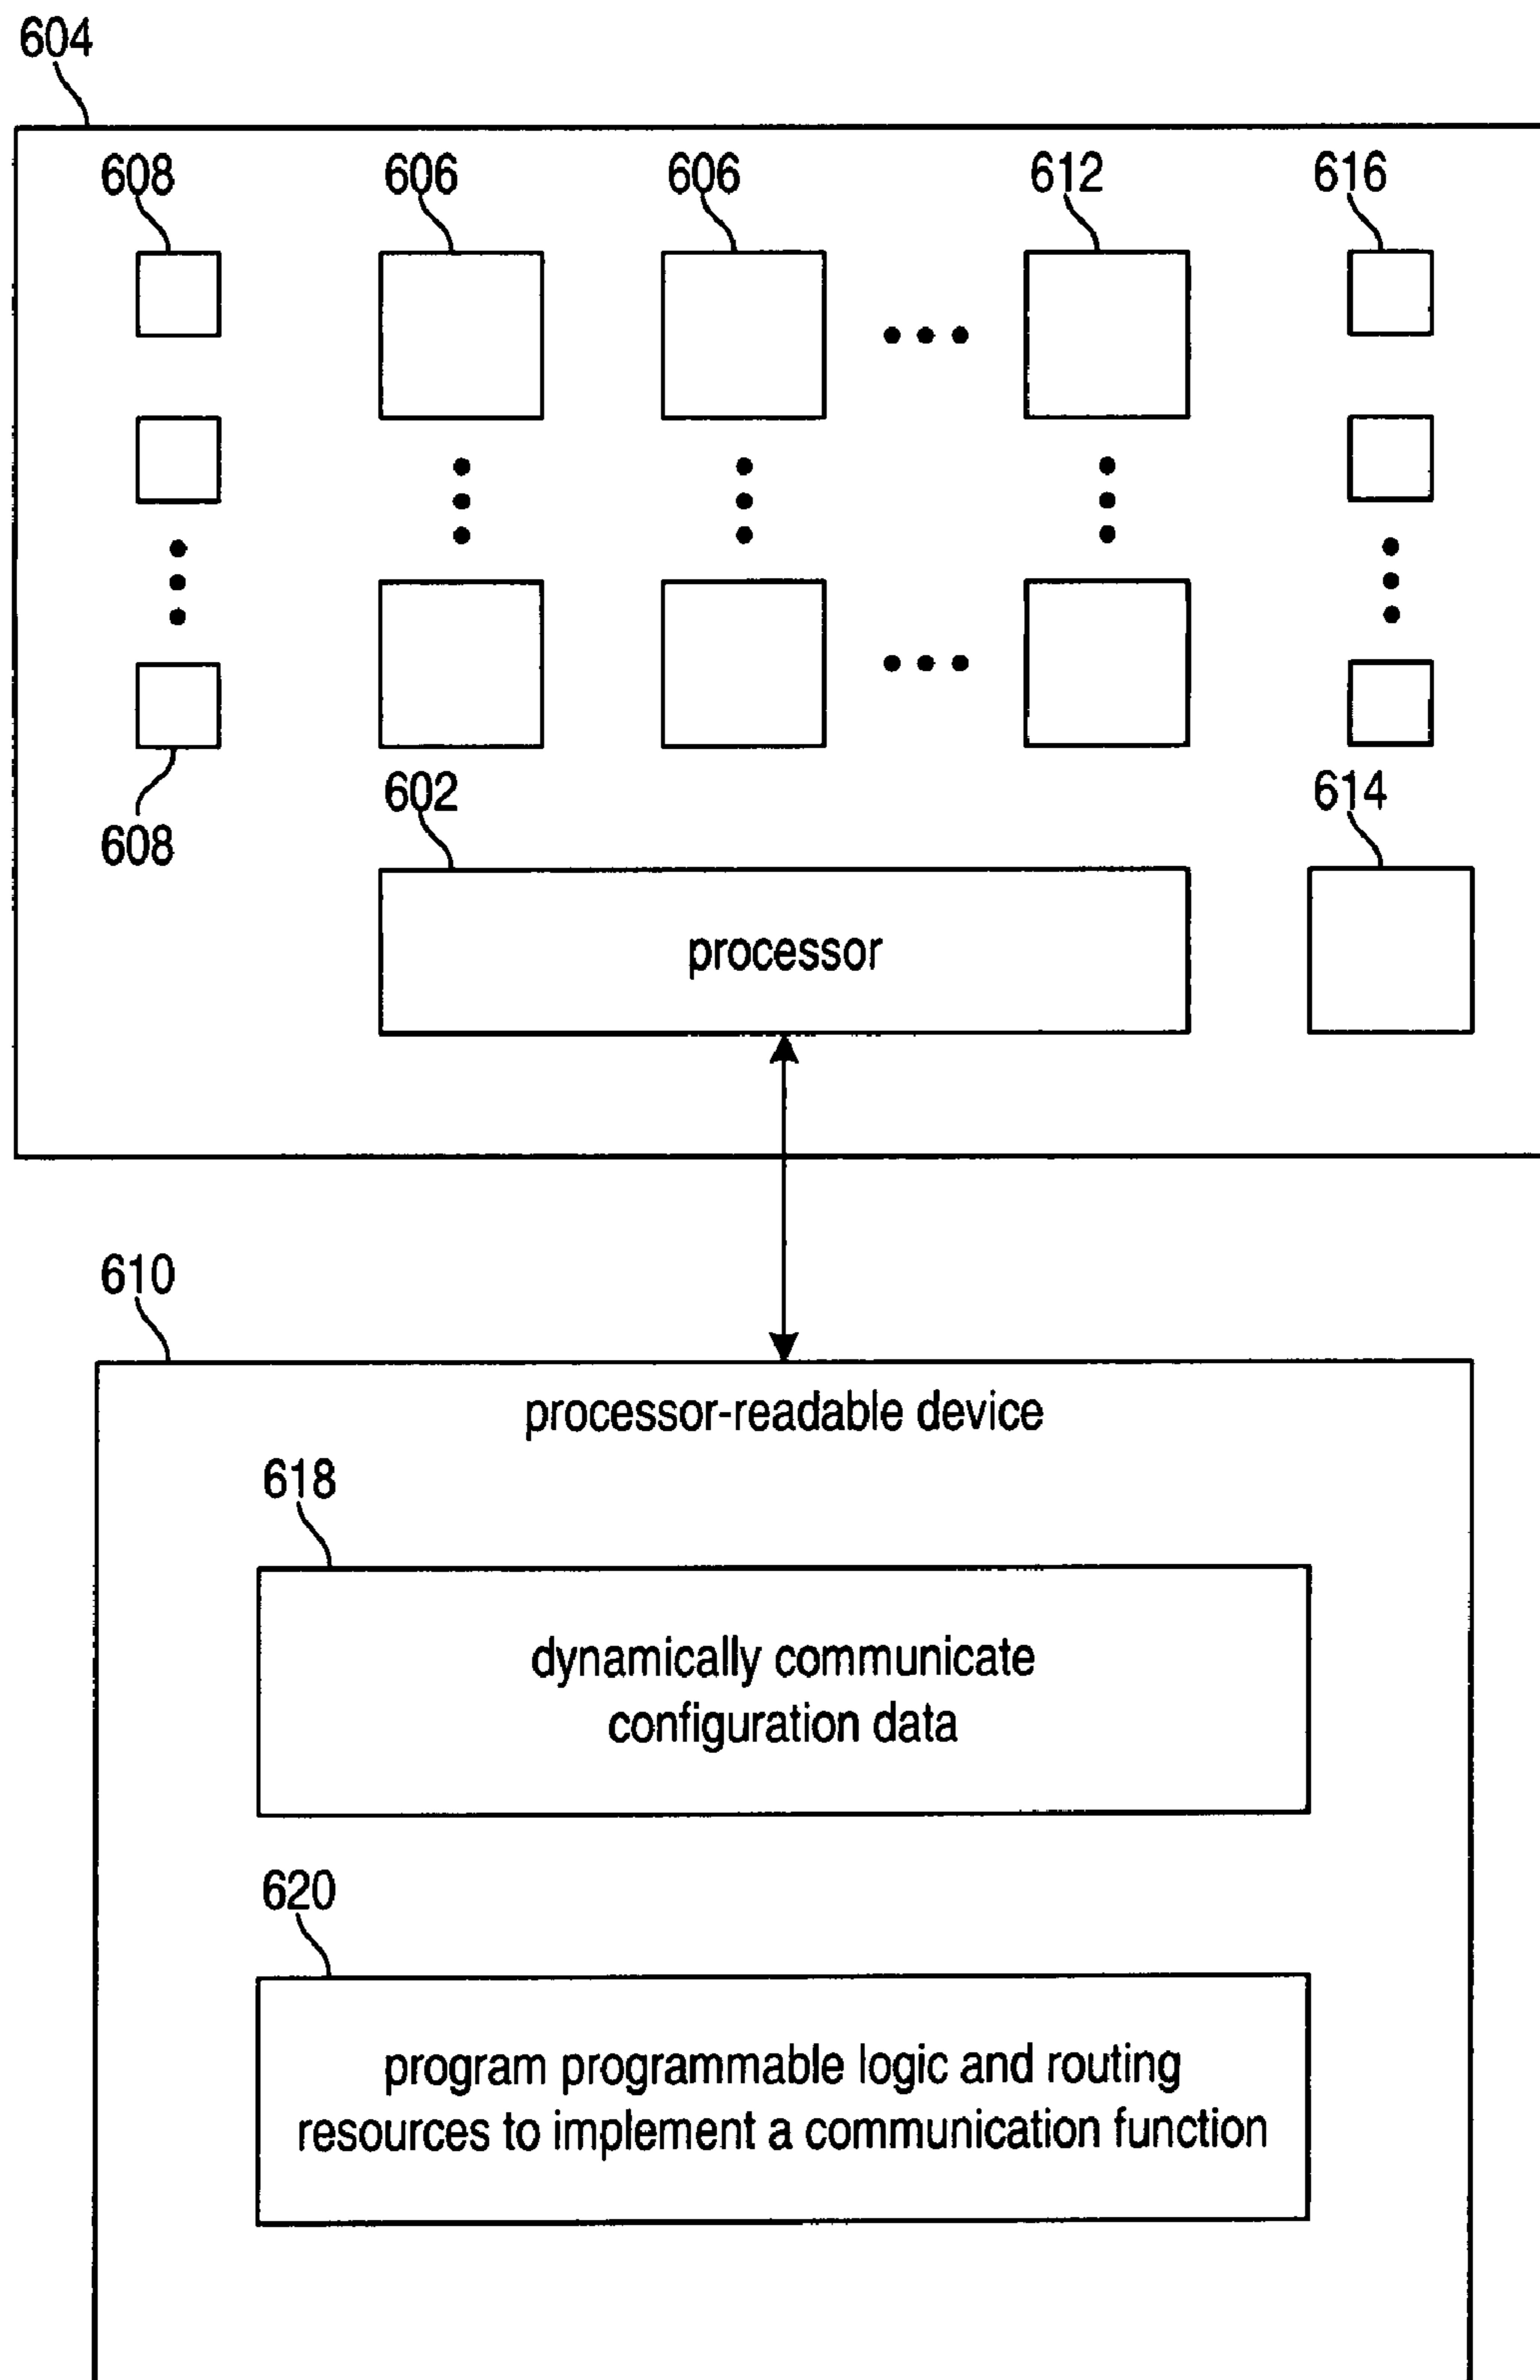 604
608 606 606 612 616
602 614
608
processor
610
processor-readable device
618
dynamically communicate
configuration data
620
program programmable logic and routing
resources to implement a communication function